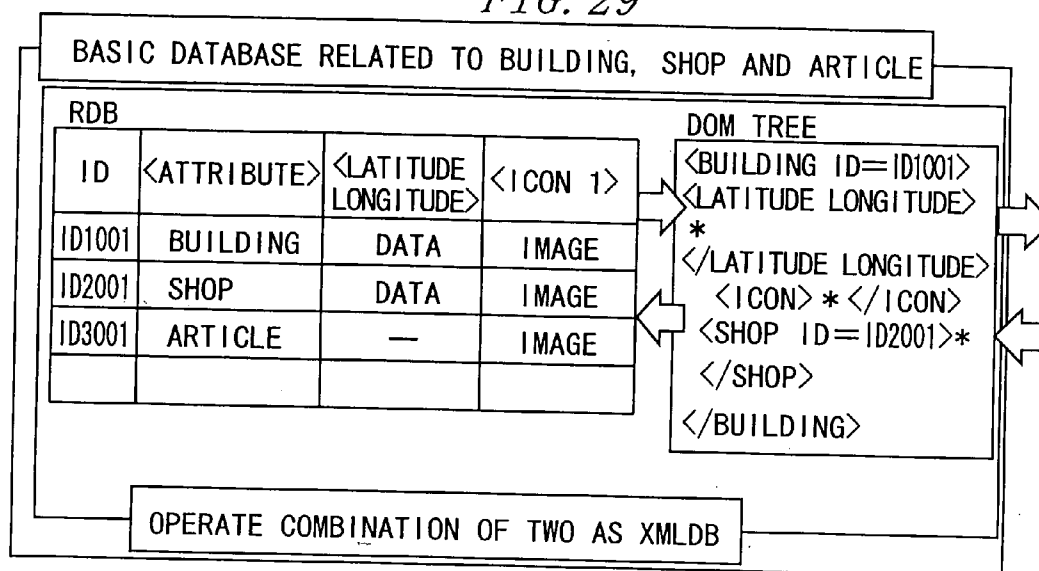 FIG. 29
BASIC DATABASE RELATED TO BUILDING, SHOP AND ARTICLE
RDB
ID <ATTRIBUTE> <LATITUDE LONGITUDE> <ICON 1>
ID1001 BUILDING DATA IMAGE
ID2001 SHOP DATA IMAGE
ID3001 ARTICLE — IMAGE
DOM TREE
<BUILDING ID=ID1001>
<LATITUDE LONGITUDE>
*
</LATITUDE LONGITUDE>
<ICON>*</ICON>
<SHOP ID=ID2001>*
</SHOP>
</BUILDING>
OPERATE COMBINATION OF TWO AS XMLDB